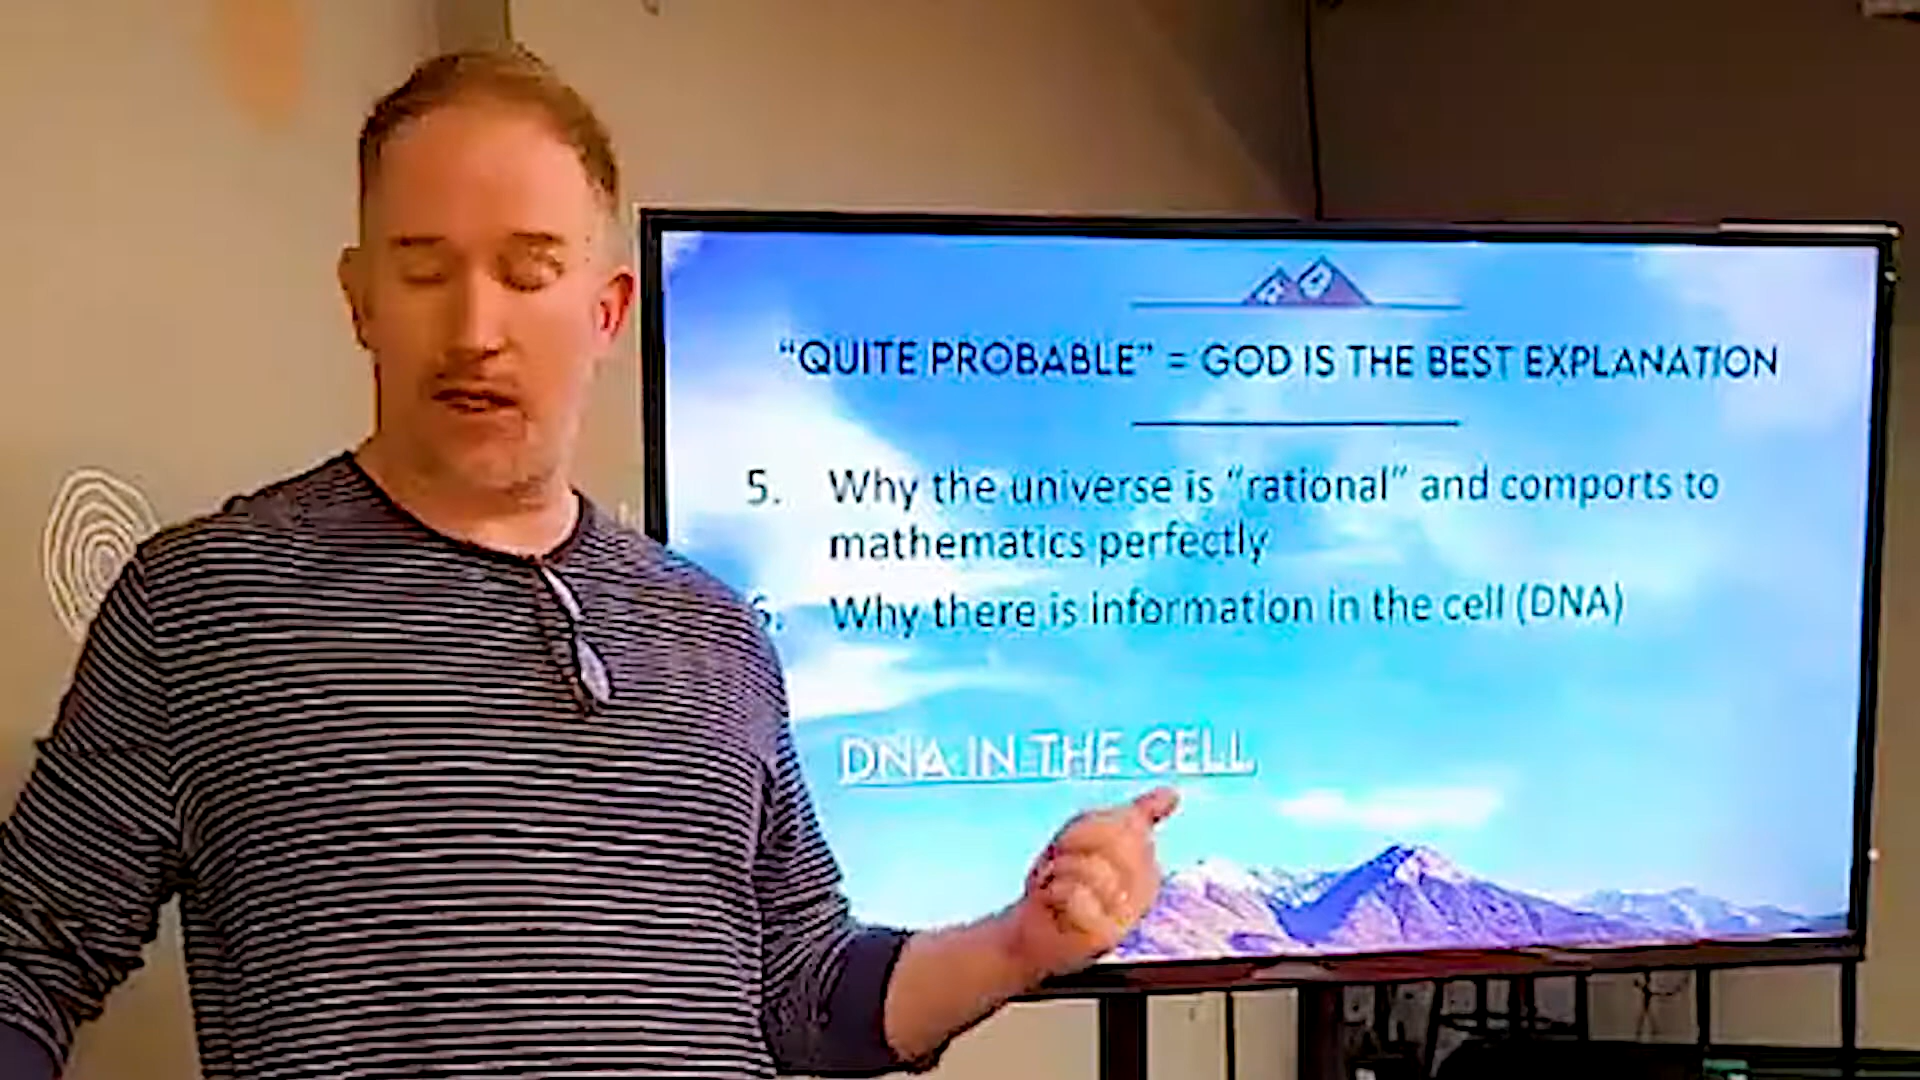 “QUITE PROBABLE” = GOD IS THE BEST EXPLANATION
5. Why the universe is “rational” and comports to
mathematics perfectly
6. Why there is information in the cell (DNA)
DNA IN THE CELL